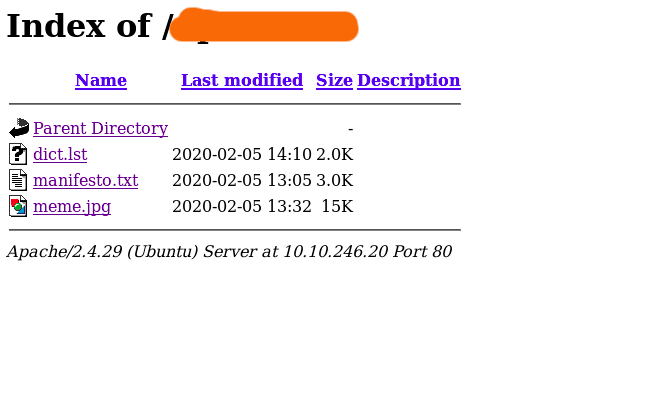 Index of /
Name Last modified Size Description
Parent Directory -
dict.lst 2020-02-05 14:10 2.0K
manifesto.txt 2020-02-05 13:05 3.0K
meme.jpg 2020-02-05 13:32 15K
Apache/2.4.29 (Ubuntu) Server at 10.10.246.20 Port 80